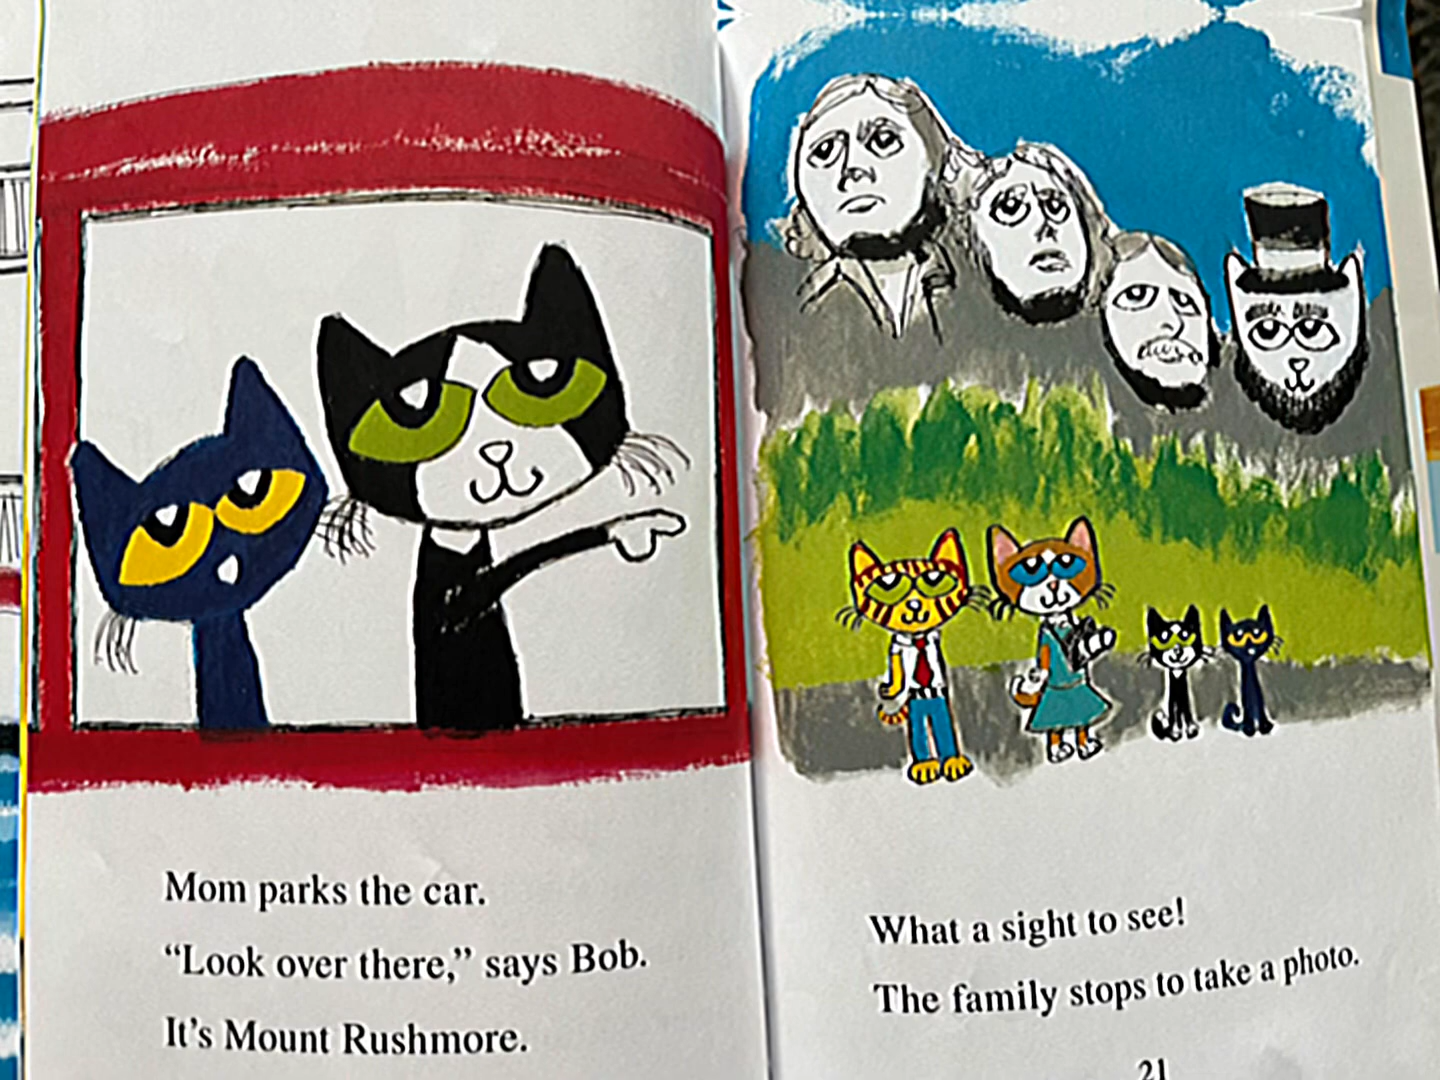 Mom parks the car.
“Look over there,” says Bob.
It’s Mount Rushmore.
What a sight to see!
The family stops to take a photo.
21